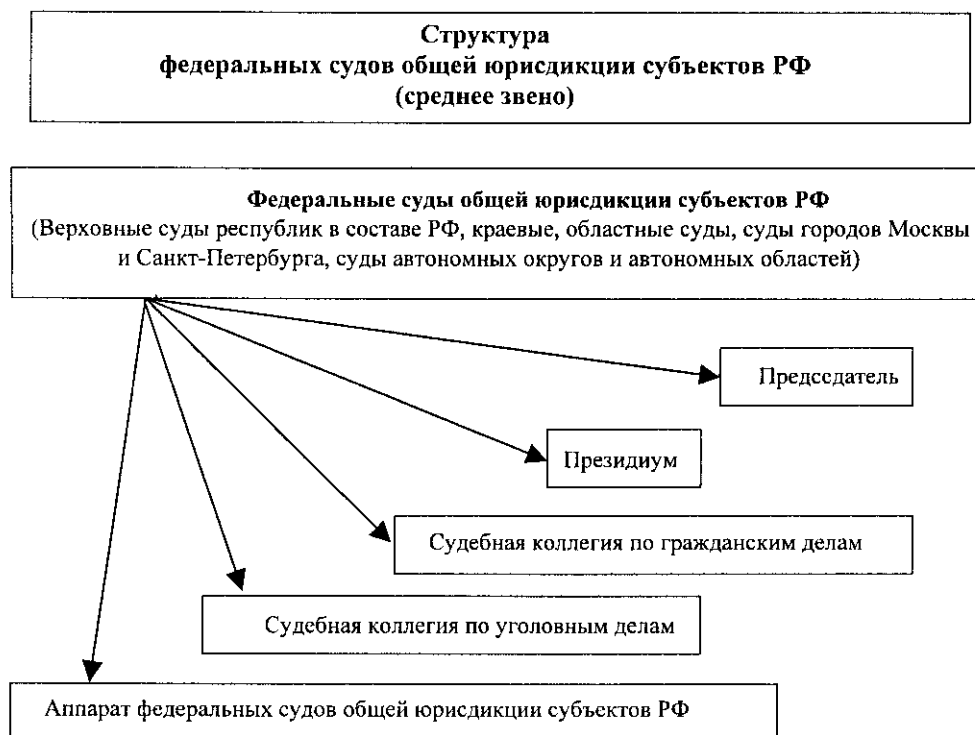 Структура
федеральных судов общей юрисдикции субъектов РФ
(среднее звено)
Федеральные суды общей юрисдикции субъектов РФ
(Верховные суды республик в составе РФ, краевые, областные суды, суды городов Москвы
и Санкт-Петербурга, суды автономных округов и автономных областей)
Председатель
Президиум
Судебная коллегия по гражданским делам
Судебная коллегия по уголовным делам
Аппарат федеральных судов общей юрисдикции субъектов РФ